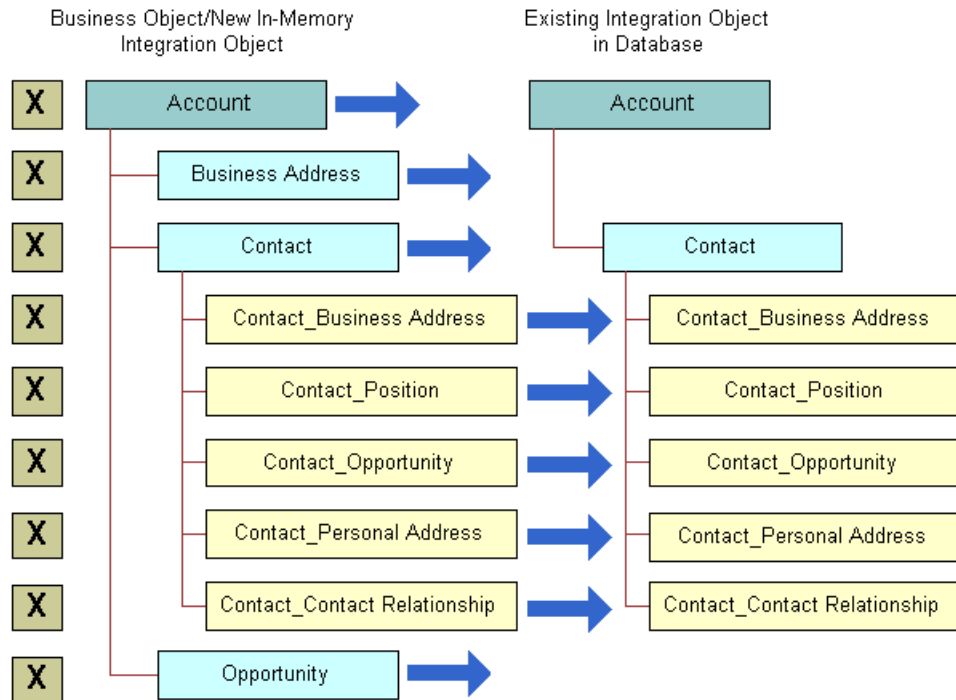 Business Object/New In-Memory
Integration Object
Existing Integration Object
in Database
X Account Account
X Business Address
X Contact Contact
X Contact_Business Address Contact_Business Address
X Contact_Position Contact_Position
X Contact_Opportunity Contact_Opportunity
X Contact_Personal Address Contact_Personal Address
X Contact_Contact Relationship Contact_Contact Relationship
X Opportunity